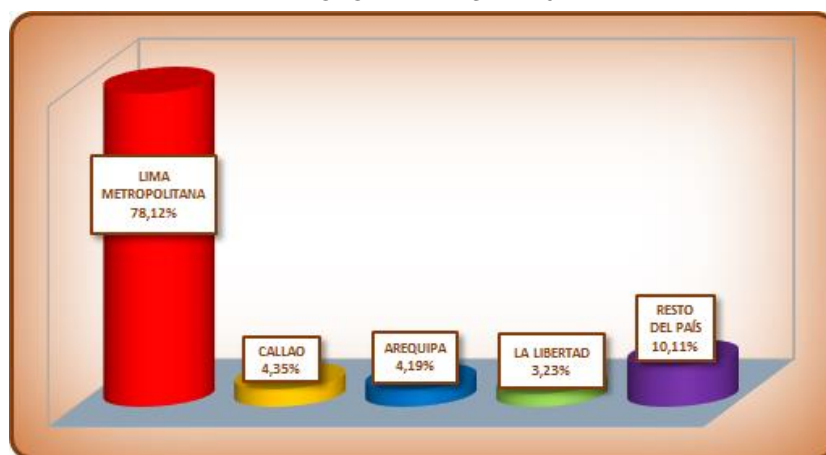 LIMA
METROPOLITANA
78,12%
CALLAO
4,35%
AREQUIPA
4,19%
LA LIBERTAD
3,23%
RESTO
DEL PAÍS
10,11%